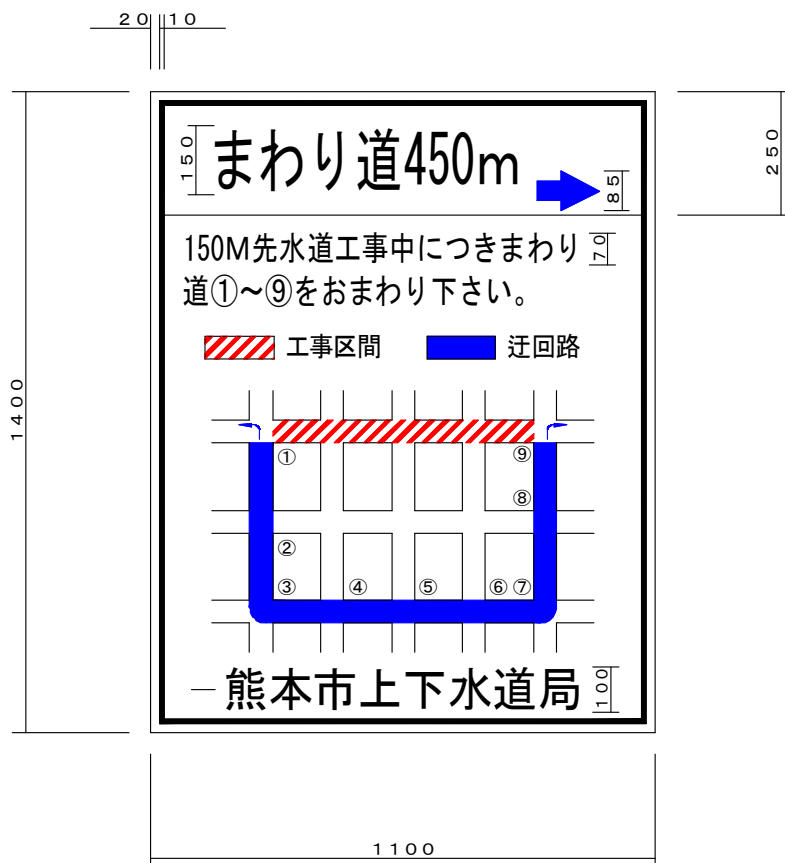 20 10
150
まわり道450m
85
250
150M先水道工事中につきまわり
70
道①～⑨をおまわり下さい。
工事区間 迂回路
1400
① ⑨
⑧
②
③ ④ ⑤ ⑥ ⑦
熊本市上下水道局
100
1100